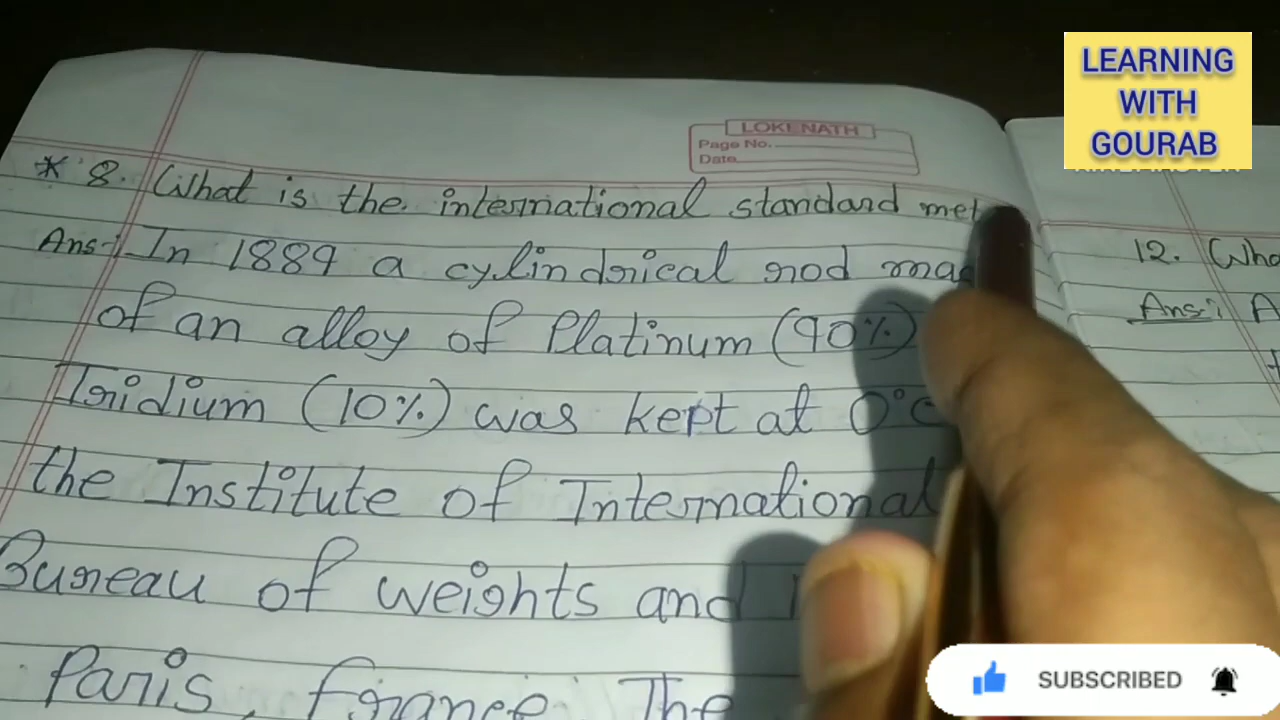 LEARNING
WITH
GOURAB
LOKENATH
Page No.
Date
* 8. What is the international standard met
Ans:- In 1889 a cylindrical rod mad
of an alloy of Platinum (90%)
Iridium (10%) was kept at 0°C
the Institute of International
Bureau of weights and
Paris, France. The
12. Wha
Ans:- A
SUBSCRIBED